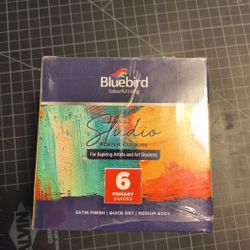 Bluebird
Colourful Living
Studio
ACRYLIC COLOURS
For Aspiring Artists and Art Students
6
PRIMARY
SHADES
SATIN FINISH | QUICK DRY | MEDIUM BODY